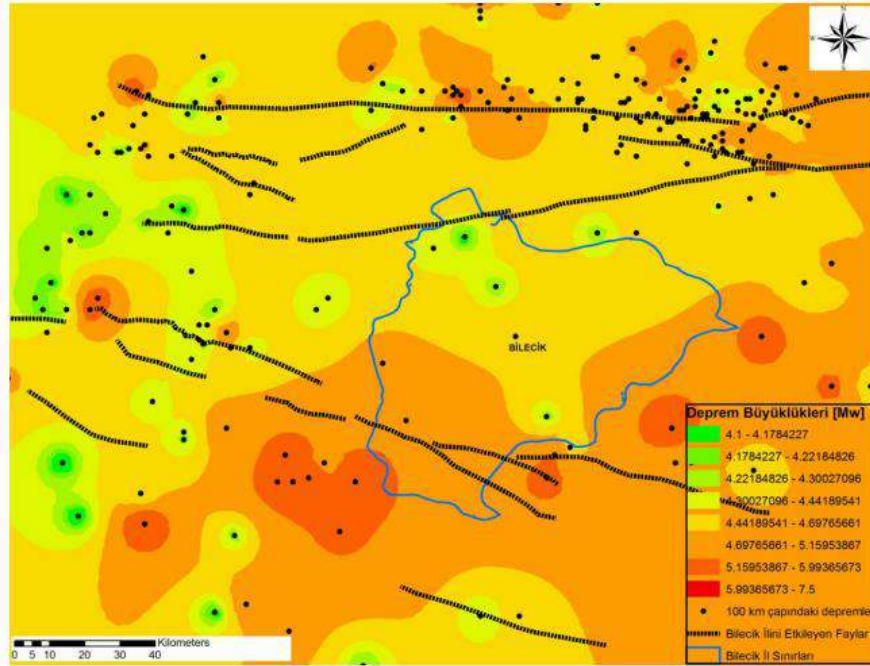 N
W
E
S
BİLECİK
Deprem Büyüklükleri [Mw]
4.1 - 4.1784227
4.1784227 - 4.22184826
4.22184826 - 4.30027096
4.30027096 - 4.44189541
4.44189541 - 4.69765661
4.69765661 - 5.15953867
5.15953867 - 5.99365673
5.99365673 - 7.5
100 km çapındaki depremle
Bilecik İlini Etkileyen Faylar
Bilecik İl Sınırları
Kilometers
0 5 10 20 30 40